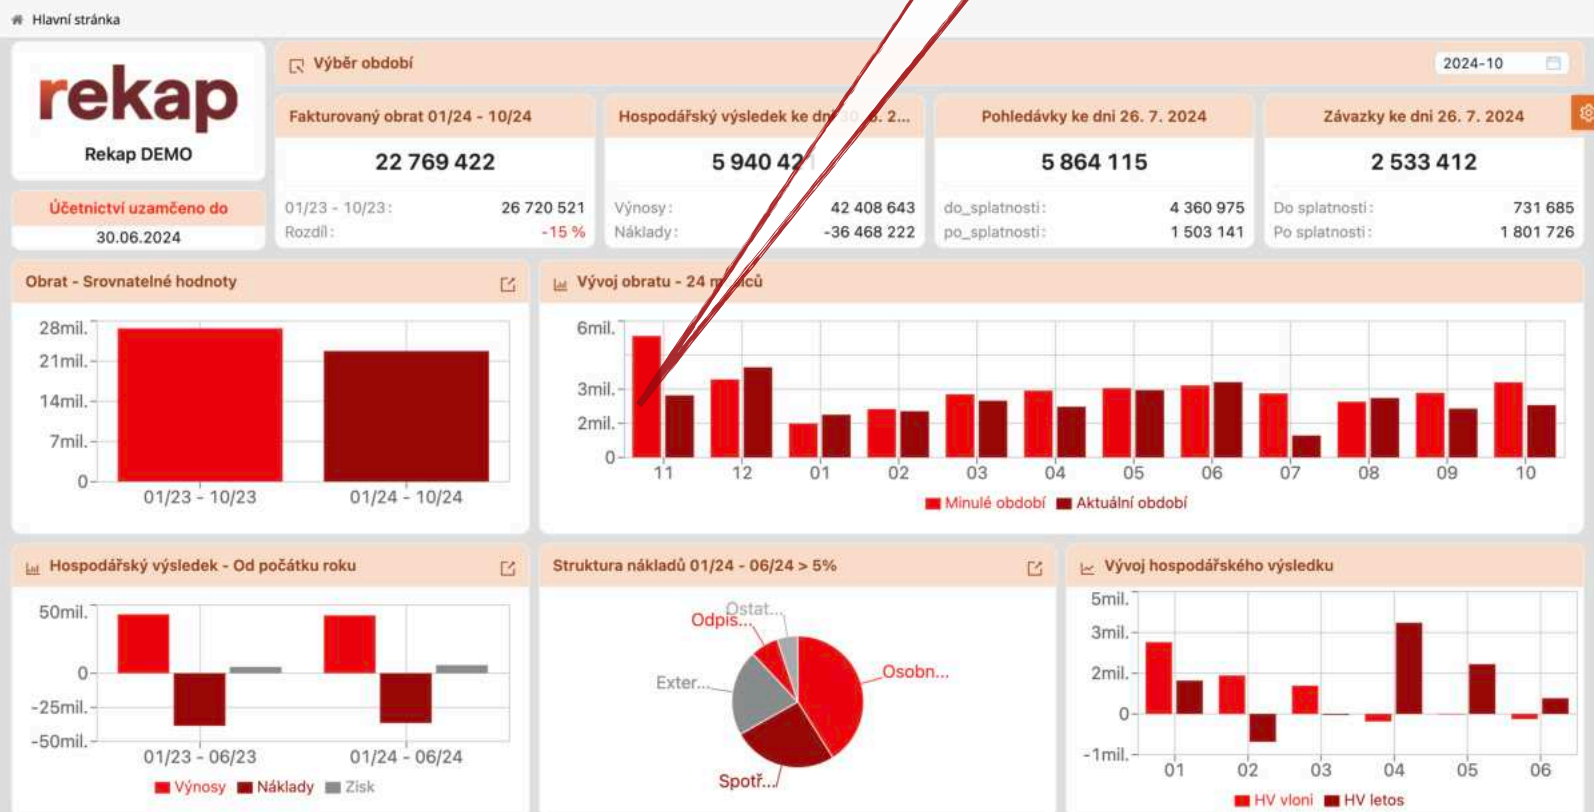 Hlavní stránka
rekap
Rekap DEMO
Účetnictví uzamčeno do
30.06.2024
Výběr období
2024-10
Fakturovaný obrat 01/24 - 10/24
22 769 422
01/23 - 10/23:
26 720 521
Rozdíl:
-15 %
Hospodářský výsledek ke dni
2...
5 940 42
Výnosy:
42 408 643
Náklady:
-36 468 222
Pohledávky ke dni 26. 7. 2024
5 864 115
do_splatnosti:
4 360 975
po_splatnosti:
1 503 141
Závazky ke dni 26. 7. 2024
2 533 412
Do splatnosti:
731 685
Po splatnosti:
1 801 726
Obrat - Srovnatelné hodnoty
28mil.
21mil.
14mil.
7mil.
0
01/23 - 10/23
01/24 - 10/24
Vývoj obratu - 24
6mil.
3mil.
2mil.
0
11 12 01 02 03 04 05 06 07 08 09 10
Minulé období Aktuální období
Hospodářský výsledek - Od počátku roku
50mil.
0
-25mil.
-50mil.
01/23 - 06/23
01/24 - 06/24
Výnosy Náklady Zisk
Struktura nákladů 01/24 - 06/24 > 5%
Ostat...
Odpis...
Osobn...
Exter...
Spotř...
Vývoj hospodářského výsledku
5mil.
3mil.
2mil.
0
-1mil.
01 02 03 04 05 06
HV vloni HV letos